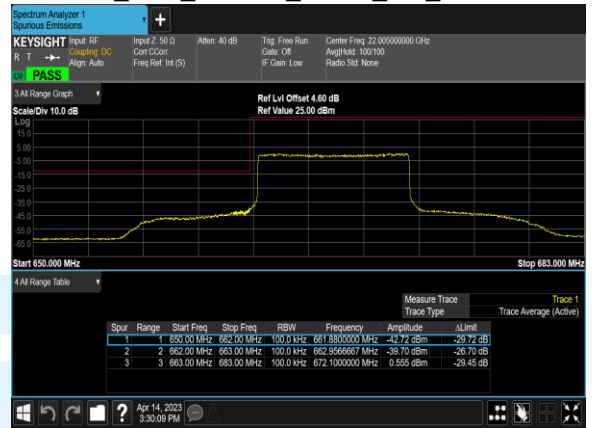 Spectrum Analyzer 1
Spurious Emissions
+
KEYSIGHT Input: RF Input Z: 50 Ω Atten: 40 dB Trig: Free Run Center Freq: 22.005000000 GHz
R T Coupling: DC Corr CCorr Gate: Off Avg|Hold: 100/100
Align: Auto Freq Ref: Int (S) IF Gain: Low Radio Std: None
PASS
3 All Range Graph
Ref Lvl Offset 4.60 dB
Scale/Div 10.0 dB Ref Value 25.00 dBm
Log
15.0
5.00
-5.00
-15.0
-25.0
-35.0
-45.0
-55.0
-65.0
Start 650.000 MHz Stop 683.000 MHz
4 All Range Table
Measure Trace Trace 1
Trace Type Trace Average (Active)
Spur Range Start Freq Stop Freq RBW Frequency Amplitude ΔLimit
1 1 650.00 MHz 662.00 MHz 100.0 kHz 661.8800000 MHz -42.72 dBm -29.72 dB
2 2 662.00 MHz 663.00 MHz 100.0 kHz 662.9566667 MHz -39.70 dBm -26.70 dB
3 3 663.00 MHz 683.00 MHz 100.0 kHz 672.1000000 MHz 0.555 dBm -29.45 dB
? Apr 14, 2023
3:30:09 PM